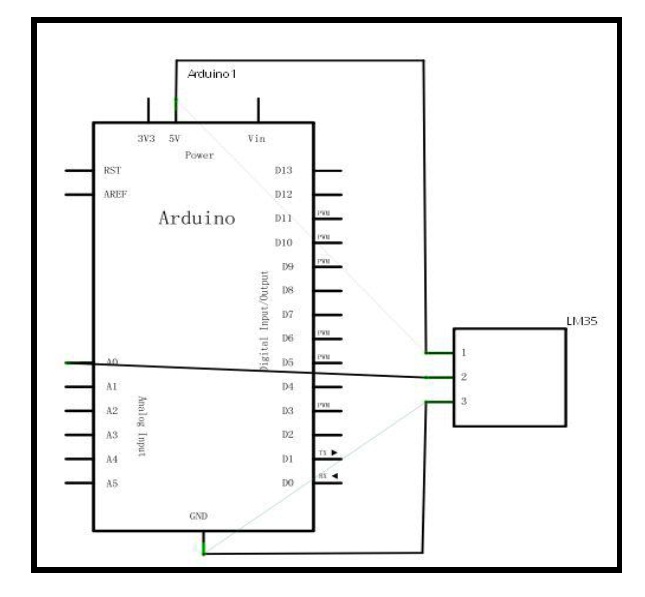 Arduino1
3V3 5V Vin
Power
RST D13
AREF D12
Arduino
D11 PWM
D10 PWM
D9 PWM
D8
D7
D6 PWM
A0 D5 PWM
A1 D4
A2 D3 PWM
A3 D2
A4 D1 TX
A5 D0 RX
Digital Input/Output
Analog Input
GND
LM35
1
2
3